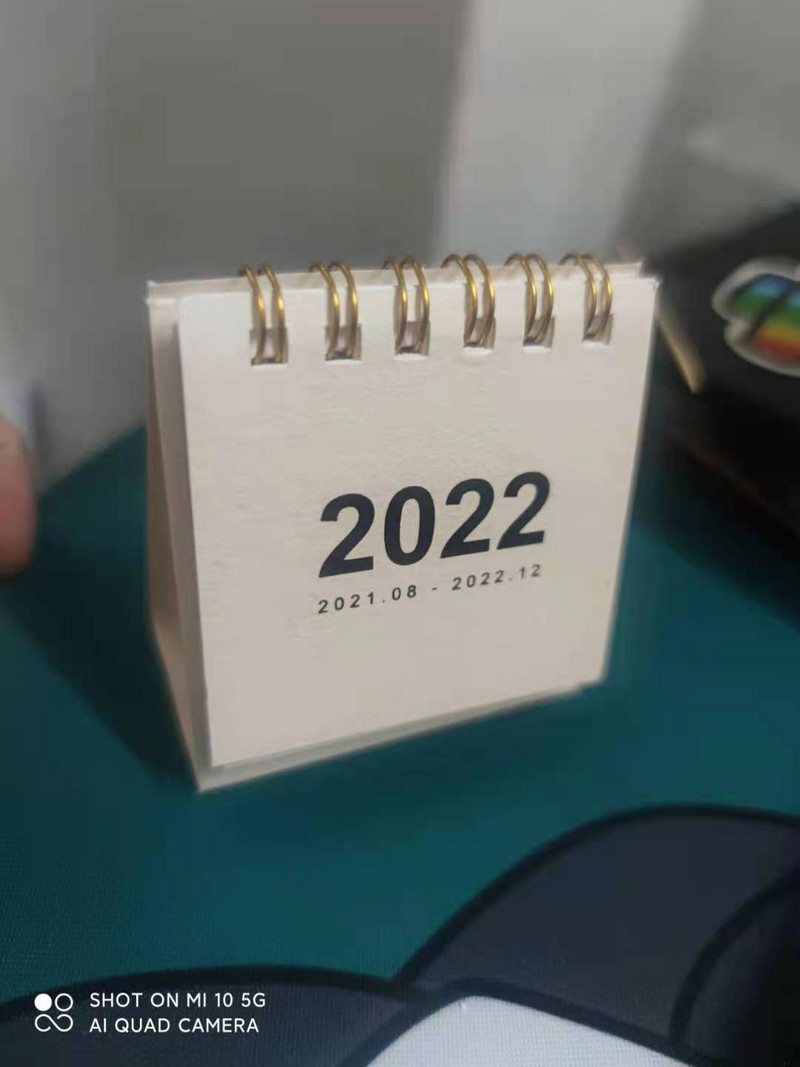 2022
2021.08 - 2022.12
SHOT ON MI 10 5G
AI QUAD CAMERA